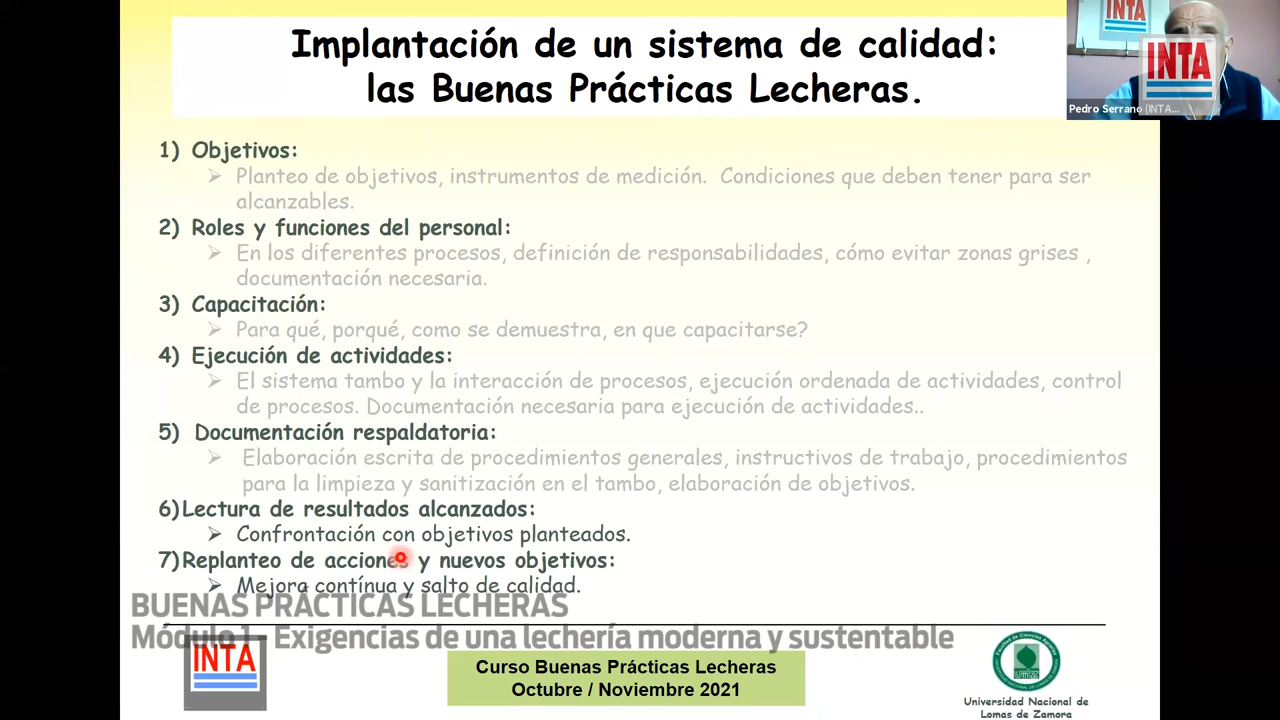 Implantación de un sistema de calidad:
las Buenas Prácticas Lecheras.
INTA
INTA
Pedro Serrano (INTA...
1) Objetivos:
Planteo de objetivos, instrumentos de medición. Condiciones que deben tener para ser
alcanzables.
2) Roles y funciones del personal:
En los diferentes procesos, definición de responsabilidades, cómo evitar zonas grises ,
documentación necesaria.
3) Capacitación:
Para qué, porqué, como se demuestra, en que capacitarse?
4) Ejecución de actividades:
El sistema tambo y la interacción de procesos, ejecución ordenada de actividades, control
de procesos. Documentación necesaria para ejecución de actividades..
5) Documentación respaldatoria:
Elaboración escrita de procedimientos generales, instructivos de trabajo, procedimientos
para la limpieza y sanitización en el tambo, elaboración de objetivos.
6)Lectura de resultados alcanzados:
Confrontación con objetivos planteados.
7)Replanteo de acciones y nuevos objetivos:
Mejora contínua y salto de calidad.
BUENAS PRÁCTICAS LECHERAS
Módulo 1. Exigencias de una lechería moderna y sustentable
INTA
Curso Buenas Prácticas Lecheras
Octubre / Noviembre 2021
Universidad Nacional de
Lomas de Zamora